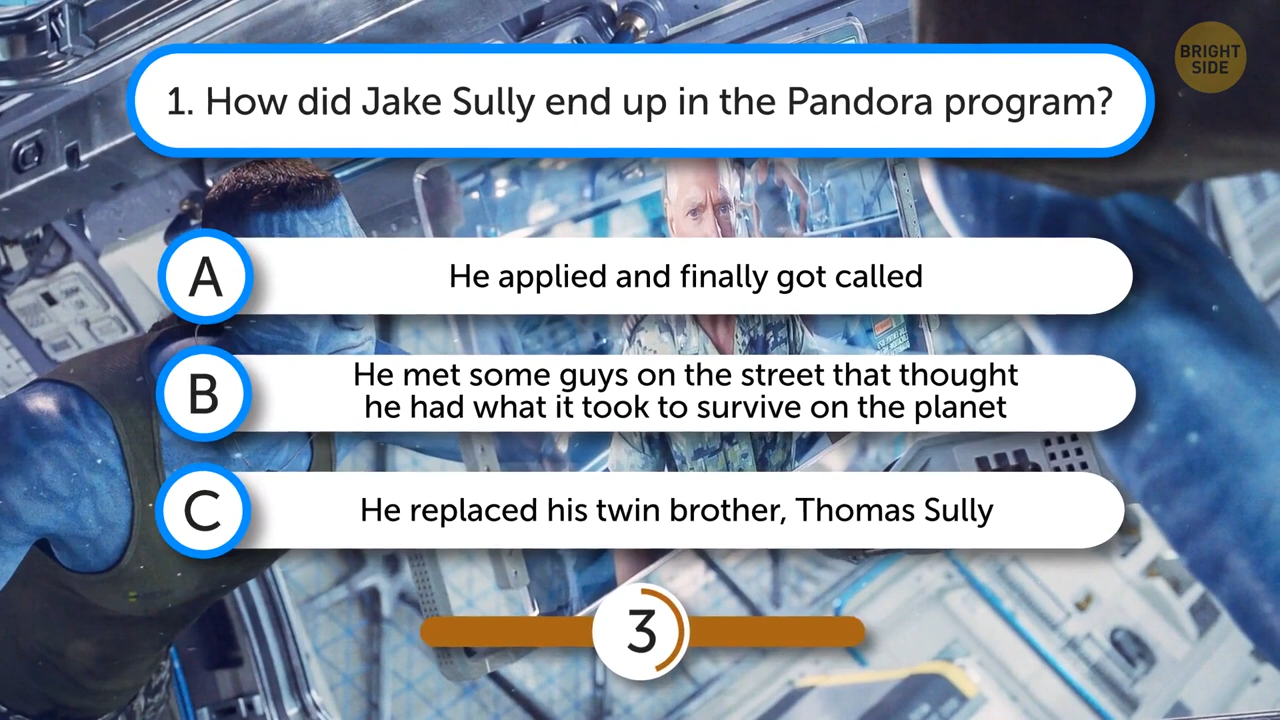 BRIGHT
SIDE
1. How did Jake Sully end up in the Pandora program?
A
He applied and finally got called
B
He met some guys on the street that thought
he had what it took to survive on the planet
C
He replaced his twin brother, Thomas Sully
3